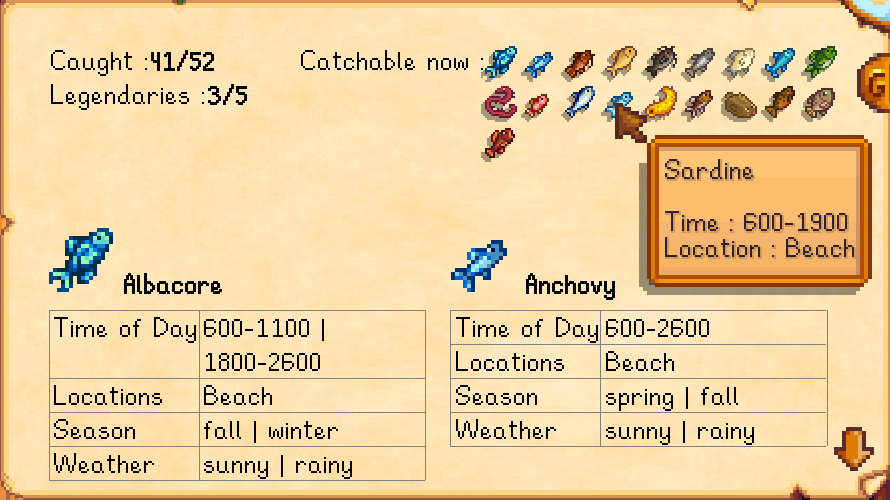 Caught :41/52
Catchable now :
Legendaries :3/5
Sardine
Time : 600-1900
Location : Beach
Albacore
Time of Day 600-1100 |
1800-2600
Locations Beach
Season fall | winter
Weather sunny | rainy
Anchovy
Time of Day 600-2600
Locations Beach
Season spring | fall
Weather sunny | rainy
G